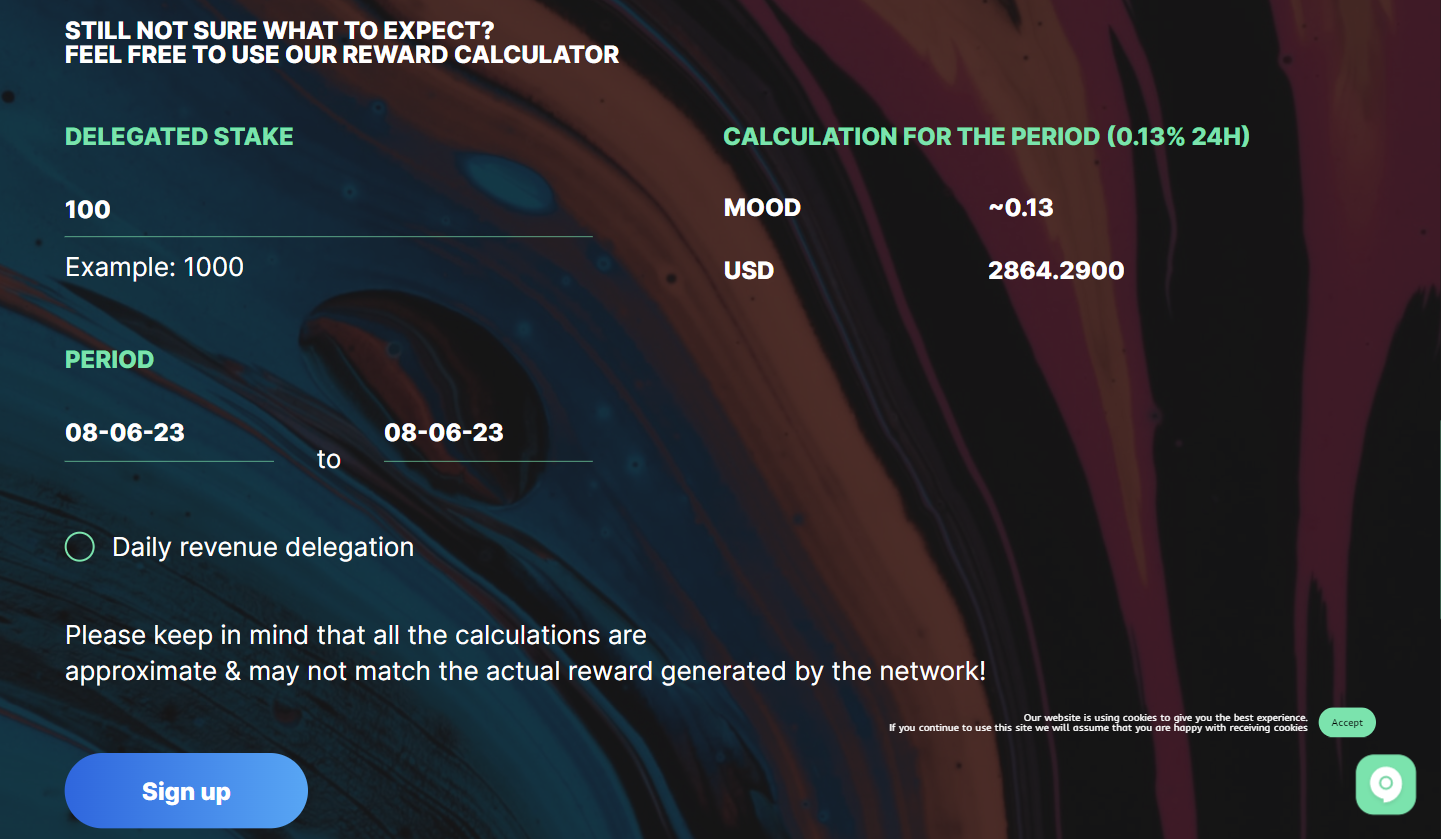 STILL NOT SURE WHAT TO EXPECT?
FEEL FREE TO USE OUR REWARD CALCULATOR
DELEGATED STAKE
100
Example: 1000
PERIOD
08-06-23
to
08-06-23
Daily revenue delegation
CALCULATION FOR THE PERIOD (0.13% 24H)
MOOD ~0.13
USD 2864.2900
Please keep in mind that all the calculations are
approximate & may not match the actual reward generated by the network!
Sign up
Our website is using cookies to give you the best experience.
If you continue to use this site we will assume that you are happy with receiving cookies
Accept